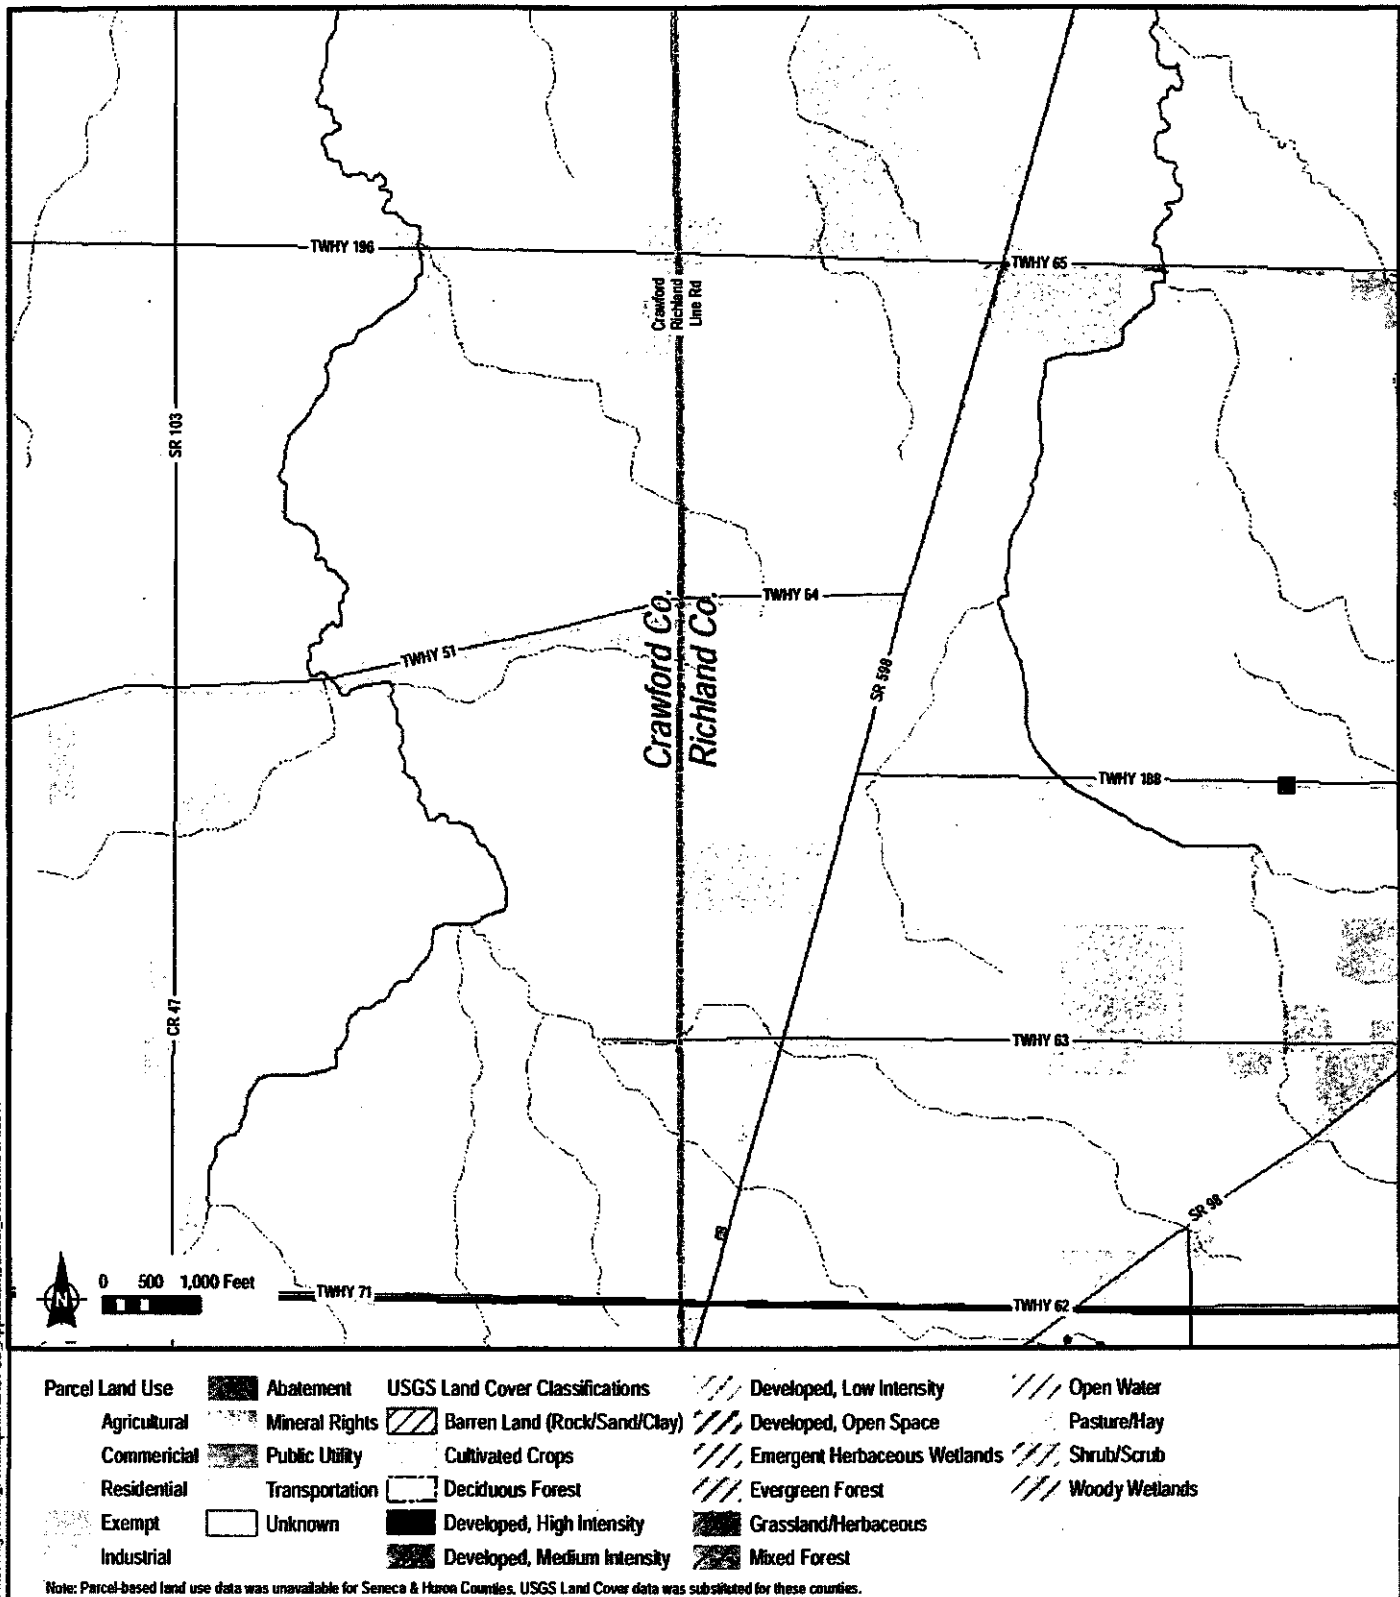 TWHY 196
TWHY 65
Crawford
Richland
Line Rd
SR 103
TWHY 64
TWHY 51
Crawford Co.
Richland Co.
SR 598
TWHY 188
CR 47
TWHY 63
SR 98
N
0 500 1,000 Feet
TWHY 71
TWHY 62
Parcel Land Use
Agricultural
Commericial
Residential
Exempt
Industrial
Abatement
Mineral Rights
Public Utility
Transportation
Unknown
USGS Land Cover Classifications
Barren Land (Rock/Sand/Clay)
Cultivated Crops
Deciduous Forest
Developed, High Intensity
Developed, Medium Intensity
Developed, Low Intensity
Developed, Open Space
Emergent Herbaceous Wetlands
Evergreen Forest
Grassland/Herbaceous
Mixed Forest
Open Water
Pasture/Hay
Shrub/Scrub
Woody Wetlands
Note: Parcel-based land use data was unavailable for Seneca & Huron Counties. USGS Land Cover data was substituted for these counties.